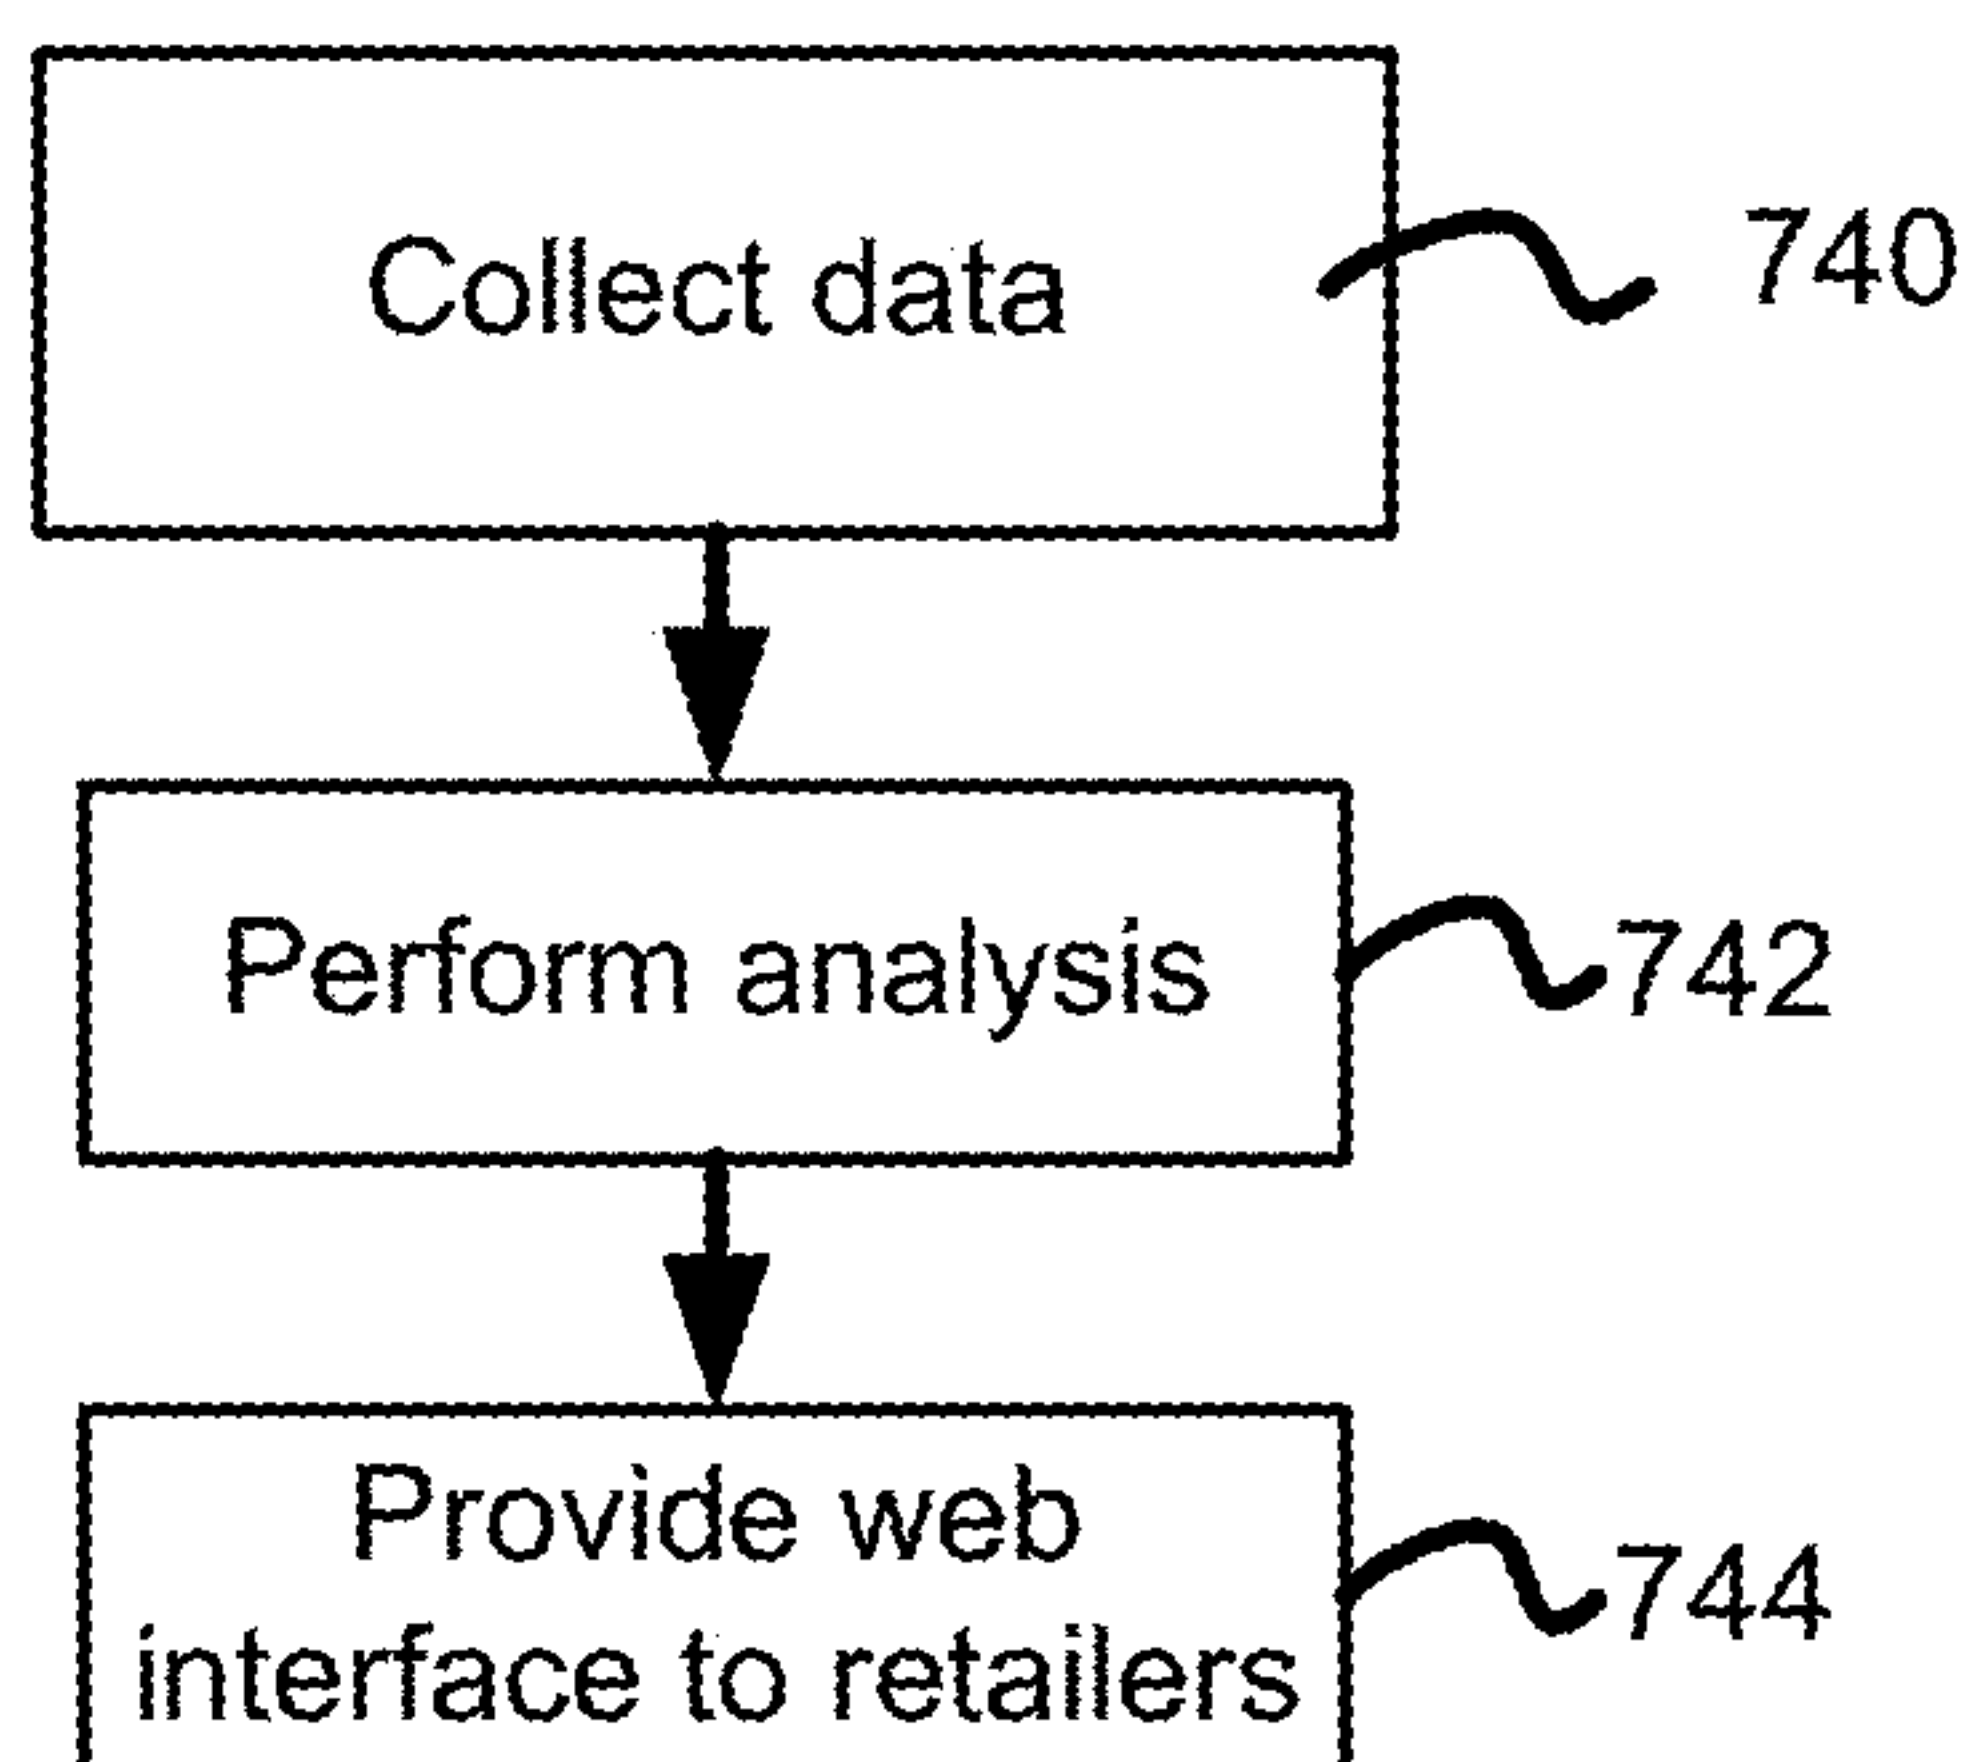 Collect data
740
Perform analysis
742
Provide web
interface to retailers
744